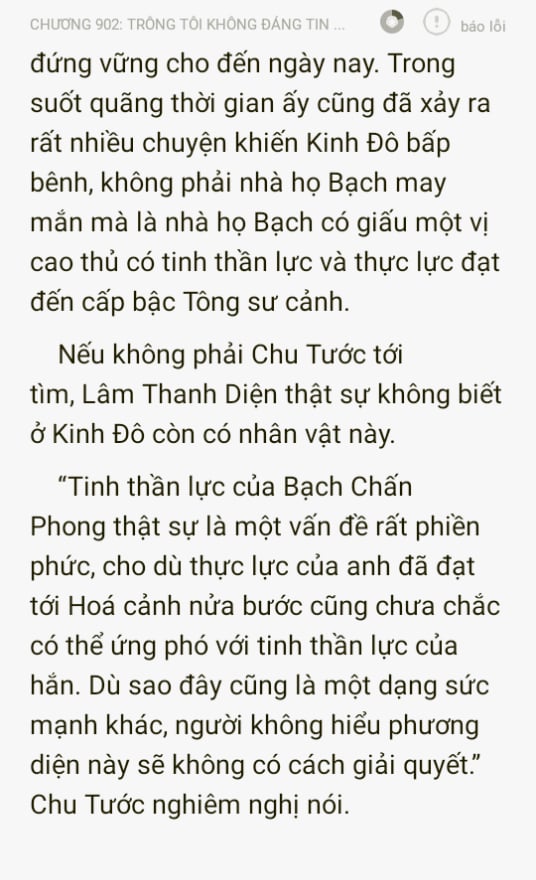 CHƯƠNG 902: TRÔNG TÔI KHÔNG ĐÁNG TIN ...
báo lỗi
đứng vững cho đến ngày nay. Trong
suốt quãng thời gian ấy cũng đã xảy ra
rất nhiều chuyện khiến Kinh Đô bấp
bênh, không phải nhà họ Bạch may
mắn mà là nhà họ Bạch có giấu một vị
cao thủ có tinh thần lực và thực lực đạt
đến cấp bậc Tông sư cảnh.
Nếu không phải Chu Tước tới
tìm, Lâm Thanh Diện thật sự không biết
ở Kinh Đô còn có nhân vật này.
“Tinh thần lực của Bạch Chấn
Phong thật sự là một vấn đề rất phiền
phức, cho dù thực lực của anh đã đạt
tới Hoá cảnh nửa bước cũng chưa chắc
có thể ứng phó với tinh thần lực của
hắn. Dù sao đây cũng là một dạng sức
mạnh khác, người không hiểu phương
diện này sẽ không có cách giải quyết.”
Chu Tước nghiêm nghị nói.